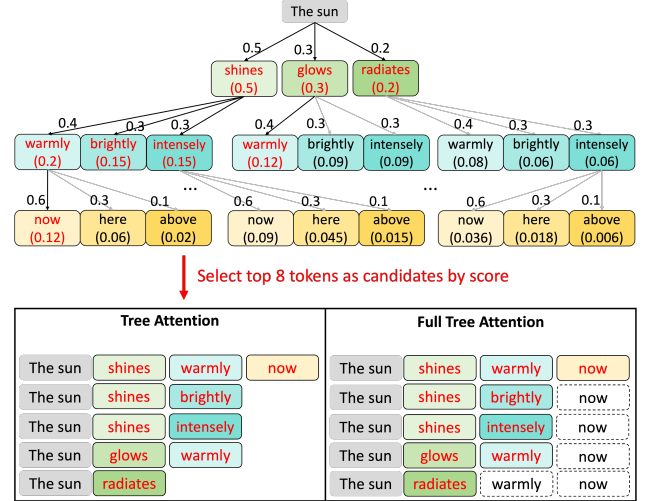 The sun
0.5 0.3 0.2
shines glows radiates
(0.5) (0.3) (0.2)
0.4 0.3 0.3 0.4 0.3 0.3 0.4 0.3 0.3
warmly brightly intensely warmly brightly intensely warmly brightly intensely
(0.2) (0.15) (0.15) (0.12) (0.09) (0.09) (0.08) (0.06) (0.06)
... ...
0.6 0.3 0.1 0.6 0.3 0.1 0.6 0.3 0.1
now here above now here above now here above
(0.12) (0.06) (0.02) (0.09) (0.045) (0.015) (0.036) (0.018) (0.006)
Select top 8 tokens as candidates by score
Tree Attention
The sun shines warmly now
The sun shines brightly
The sun shines intensely
The sun glows warmly
The sun radiates
Full Tree Attention
The sun shines warmly now
The sun shines brightly now
The sun shines intensely now
The sun glows warmly now
The sun radiates warmly now